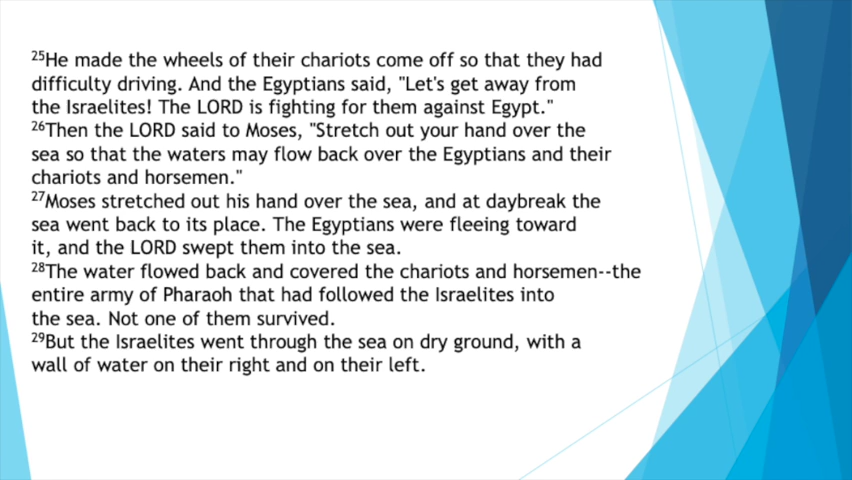 25He made the wheels of their chariots come off so that they had
difficulty driving. And the Egyptians said, "Let's get away from
the Israelites! The LORD is fighting for them against Egypt."
26Then the LORD said to Moses, "Stretch out your hand over the
sea so that the waters may flow back over the Egyptians and their
chariots and horsemen."
27Moses stretched out his hand over the sea, and at daybreak the
sea went back to its place. The Egyptians were fleeing toward
it, and the LORD swept them into the sea.
28The water flowed back and covered the chariots and horsemen--the
entire army of Pharaoh that had followed the Israelites into
the sea. Not one of them survived.
29But the Israelites went through the sea on dry ground, with a
wall of water on their right and on their left.